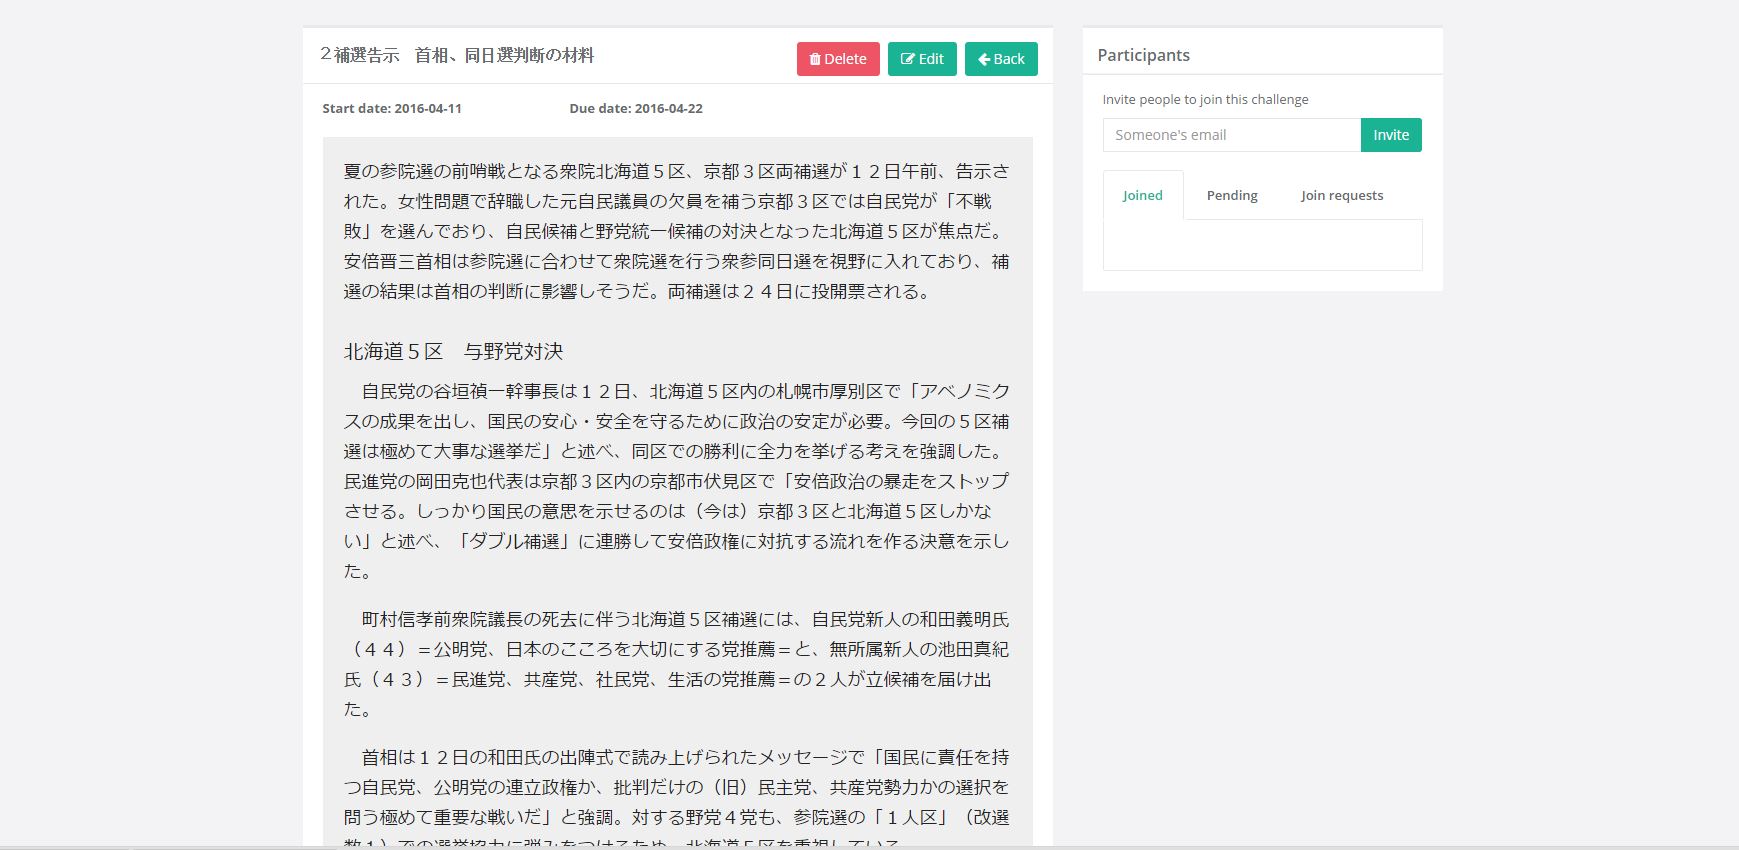 ２補選告示　首相、同日選判断の材料
Delete
Edit
Back
Start date: 2016-04-11
Due date: 2016-04-22
夏の参院選の前哨戦となる衆院北海道５区、京都３区両補選が１２日午前、告示さ
れた。女性問題で辞職した元自民議員の欠員を補う京都３区では自民党が「不戦
敗」を選んでおり、自民候補と野党統一候補の対決となった北海道５区が焦点だ。
安倍晋三首相は参院選に合わせて衆院選を行う衆参同日選を視野に入れており、補
選の結果は首相の判断に影響しそうだ。両補選は２４日に投開票される。
北海道５区　与野党対決
　自民党の谷垣禎一幹事長は１２日、北海道５区内の札幌市厚別区で「アベノミク
スの成果を出し、国民の安心・安全を守るために政治の安定が必要。今回の５区補
選は極めて大事な選挙だ」と述べ、同区での勝利に全力を挙げる考えを強調した。
民進党の岡田克也代表は京都３区内の京都市伏見区で「安倍政治の暴走をストップ
させる。しっかり国民の意思を示せるのは（今は）京都３区と北海道５区しかな
い」と述べ、「ダブル補選」に連勝して安倍政権に対抗する流れを作る決意を示し
た。
　町村信孝前衆院議長の死去に伴う北海道５区補選には、自民党新人の和田義明氏
（４４）＝公明党、日本のこころを大切にする党推薦＝と、無所属新人の池田真紀
氏（４３）＝民進党、共産党、社民党、生活の党推薦＝の２人が立候補を届け出
た。
　首相は１２日の和田氏の出陣式で読み上げられたメッセージで「国民に責任を持
つ自民党、公明党の連立政権か、批判だけの（旧）民主党、共産党勢力かの選択を
問う極めて重要な戦いだ」と強調。対する野党４党も、参院選の「１人区」（改選
数１）での選挙協力に弾みをつけるため、北海道５区を重視している。
Participants
Invite people to join this challenge
Someone's email
Invite
Joined
Pending
Join requests